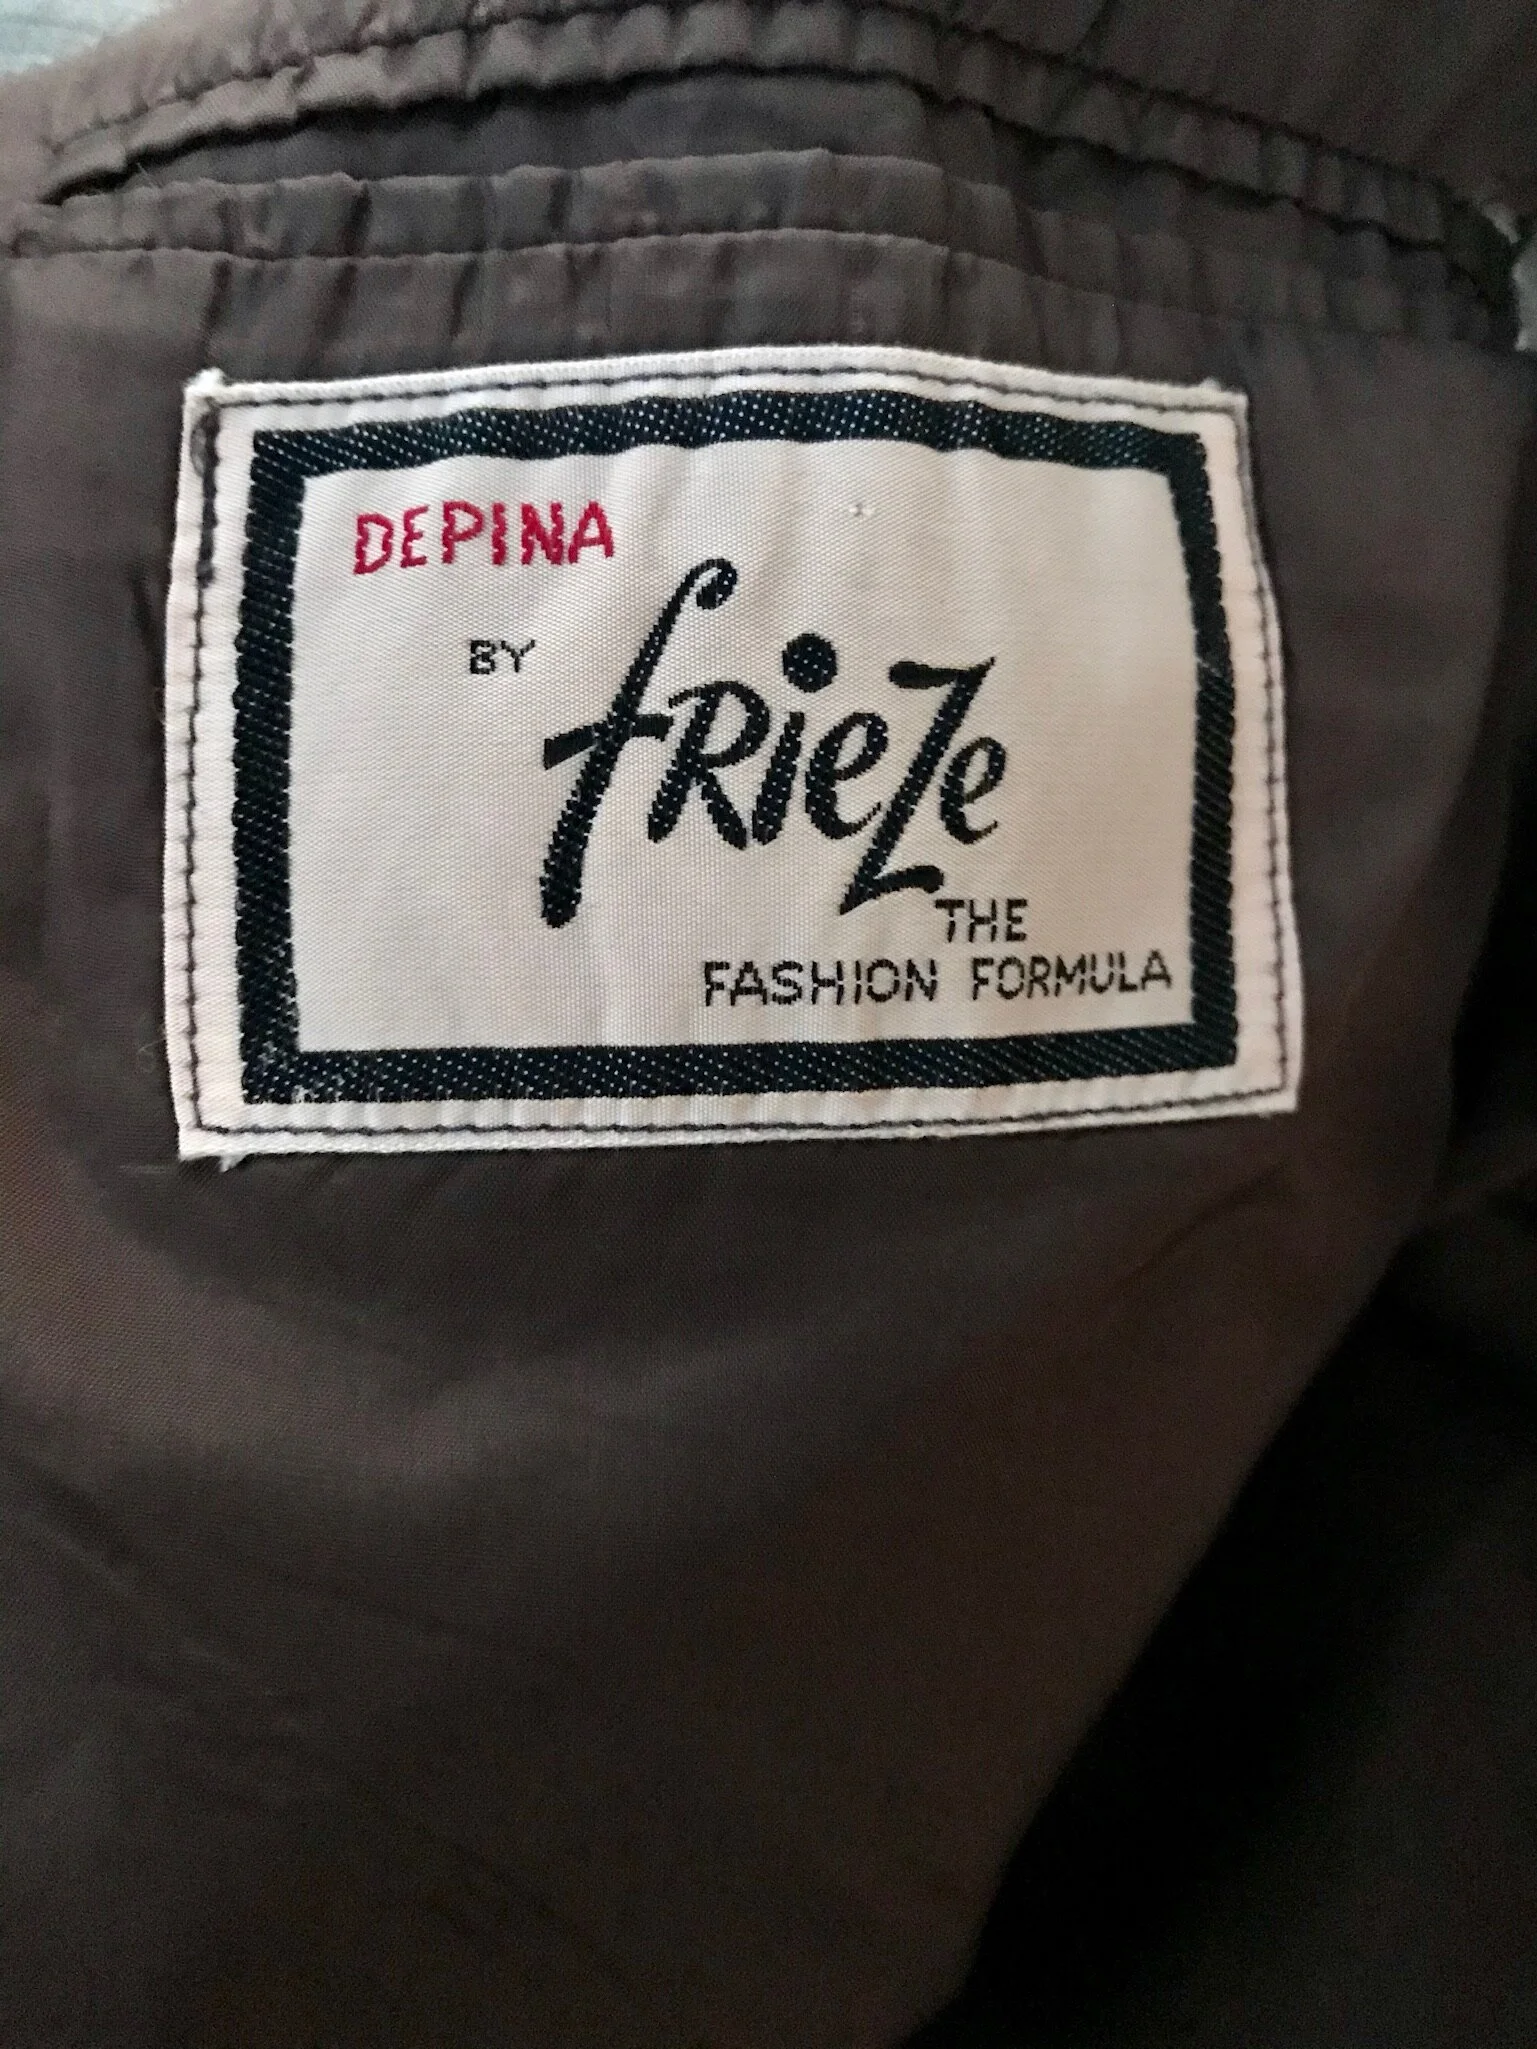 DEPINA
BY fRieZe
THE
FASHION FORMULA